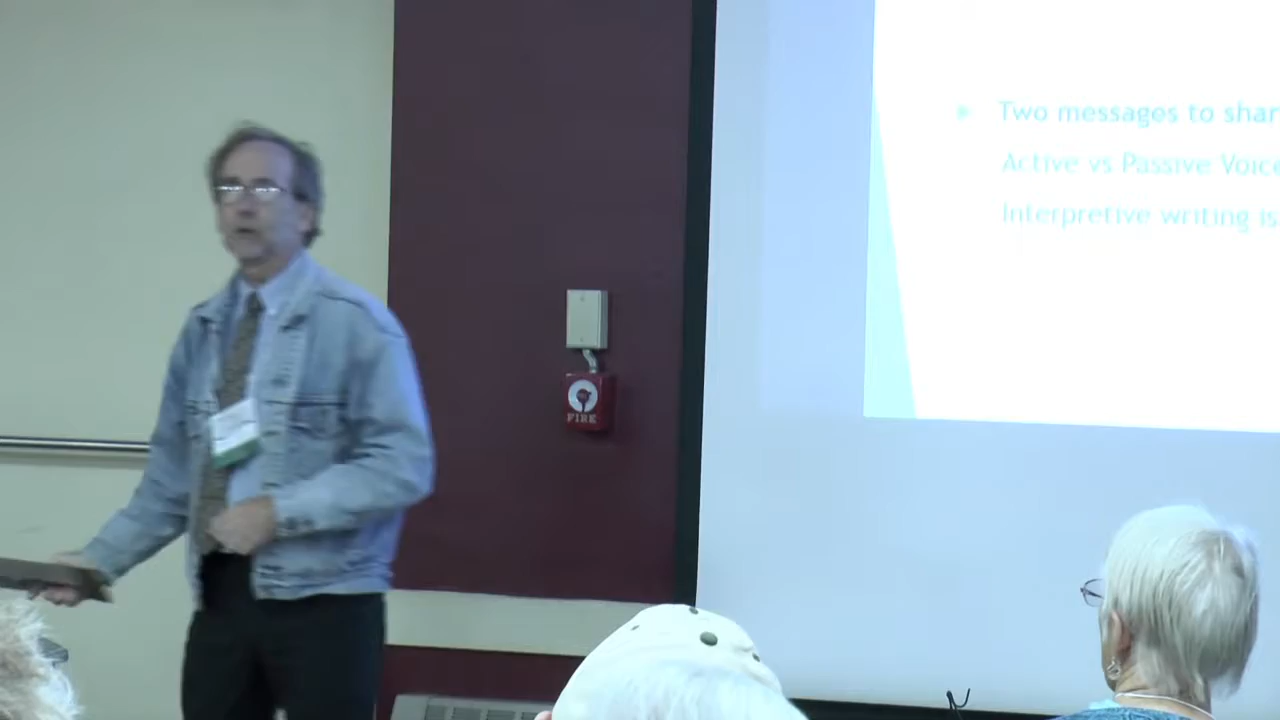 Two messages to shar
Active vs Passive Voice
Interpretive writing is
FIRE